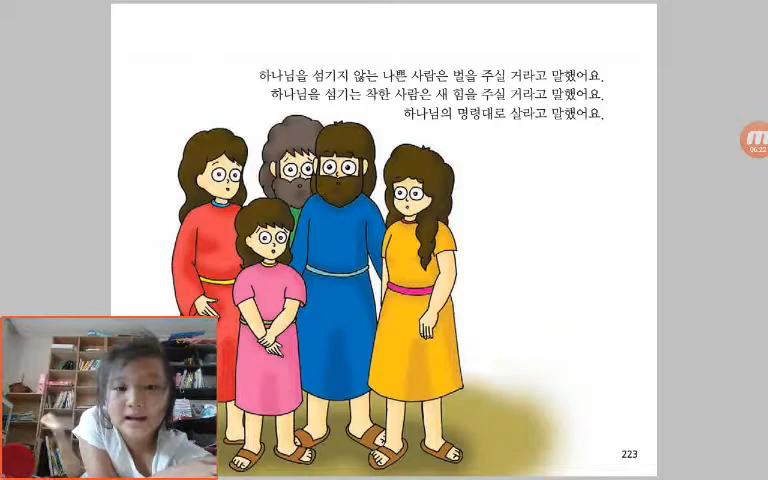 하나님을 섬기지 않는 나쁜 사람은 벌을 주실 거라고 말했어요.
하나님을 섬기는 착한 사람은 새 힘을 주실 거라고 말했어요.
하나님의 명령대로 살라고 말했어요.
06:22
223